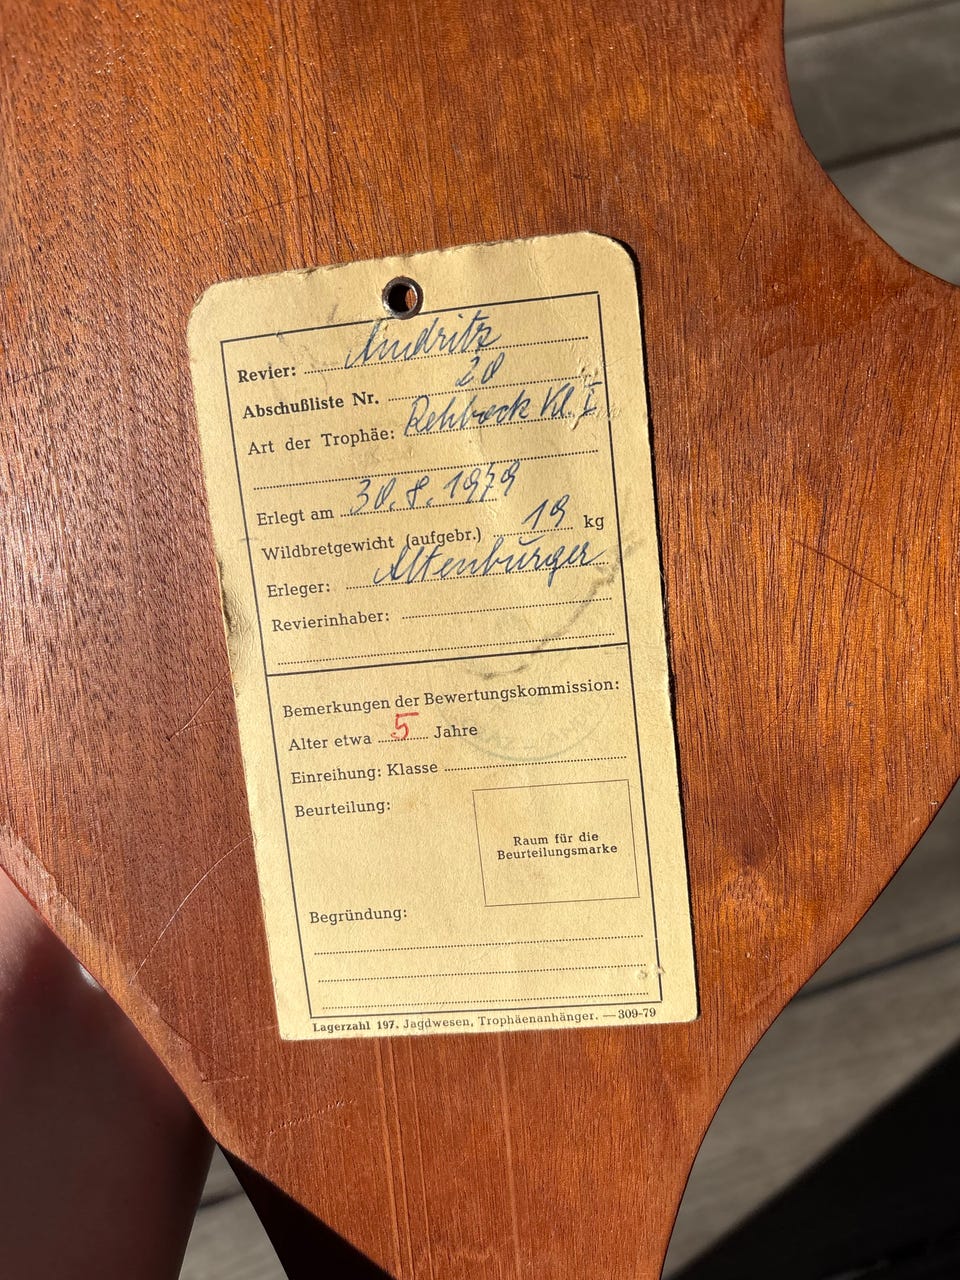 Revier: Andritz
Abschußliste Nr. 20
Art der Trophäe: Rehbock Kl. I
Erlegt am 30. 8. 1979
Wildbretgewicht (aufgebr.) 19 kg
Erleger: Altenburger
Revierinhaber:
Bemerkungen der Bewertungskommission:
Alter etwa 5 Jahre
Einreihung: Klasse
Beurteilung:
Raum für die
Beurteilungsmarke
Begründung:
Lagerzahl 197. Jagdwesen, Trophäenanhänger. — 309-79